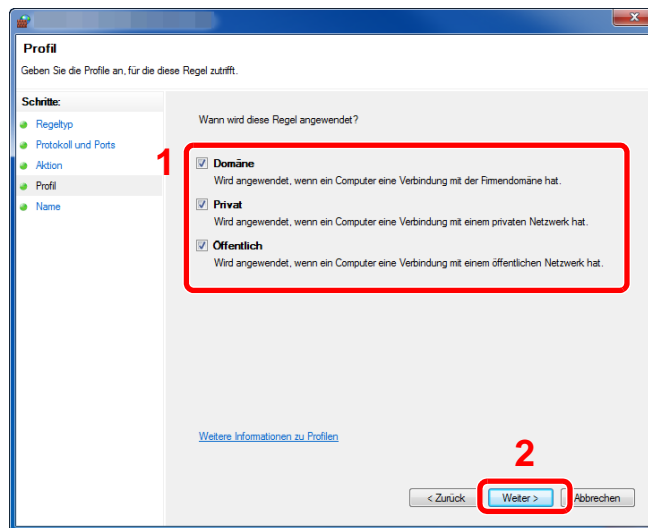 Profil
Geben Sie die Profile an, für die diese Regel zutrifft.
Schritte:
Regeltyp
Protokoll und Ports
Aktion
Profil
Name
Wann wird diese Regel angewendet?
1
Domäne
Wird angewendet, wenn ein Computer eine Verbindung mit der Firmendomäne hat.
Privat
Wird angewendet, wenn ein Computer eine Verbindung mit einem privaten Netzwerk hat.
Öffentlich
Wird angewendet, wenn ein Computer eine Verbindung mit einem öffentlichen Netzwerk hat.
Weitere Informationen zu Profilen
2
< Zurück Weiter > Abbrechen